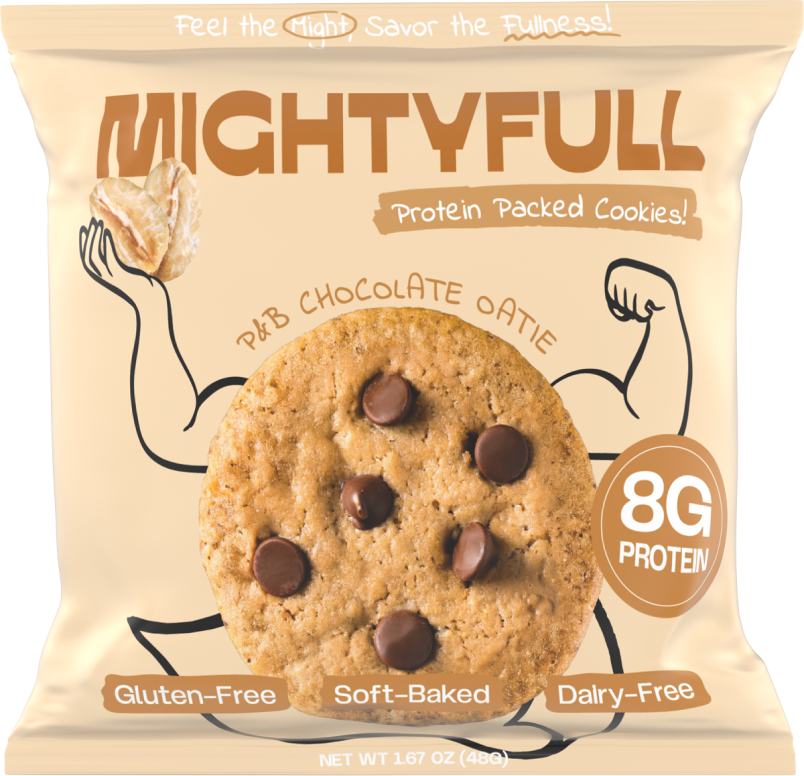 Feel the Might, Savor the Fullness!
MIGHTYFULL
Protein Packed Cookies!
P&B CHOCOLATE OATIE
8G
PROTEIN
Gluten-Free
Soft-Baked
Dairy-Free
NET WT 1.67 OZ (48G)